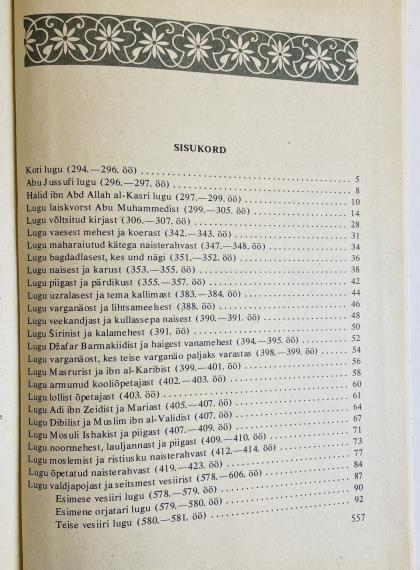 SISUKORD
Koti lugu (294.—296. öö) 5
Abu Jussufi lugu (296.—297. öö) 8
Halid ibn Abd Allah al-Kasri lugu (297.—299. öö) 10
Lugu laiskvorst Abu Muhammedist (299.—305. öö) 14
Lugu võltsitud kirjast (306.—307. öö) 28
Lugu vaesest mehest ja koerast (342.—343. öö) 31
Lugu maharaiutud kätega naisterahvast (347.—348. öö) 34
Lugu bagdadlasest, kes und nägi (351.—352. öö) 36
Lugu naisest ja karust (353.—355. öö) 38
Lugu piigast ja pärdikust (355.—357. öö) 42
Lugu uzralasest ja tema kallimast (383.—384. öö) 44
Lugu varganäost ja lihtsameelsest (388. öö) 46
Lugu veekandjast ja kullassepa naisest (390.—391. öö) 48
Lugu Širinist ja kalamehest (391. öö) 50
Lugu Džafar Barmakiidist ja haigest vanamehest (394.—395. öö) 52
Lugu varganäost, kes teise varganäo paljaks varastas (398.—399. öö) 54
Lugu Masrurist ja ibn al-Karibist (399.—401. öö) 56
Lugu armunud kooliõpetajast (402.—403. öö) 58
Lugu lollist õpetajast (403. öö) 60
Lugu Adi ibn Zeidist ja Mariast (405.—407. öö) 61
Lugu Dibilist ja Muslim ibn al-Validist (407. öö) 64
Lugu Mosuli Ishakist ja piigast (407.—409. öö) 67
Lugu noormehest, lauljannast ja piigast (409.—410. öö) 71
Lugu moslemist ja ristiusku naisterahvast (412.—414. öö) 73
Lugu õpetatud naisterahvast (419.—423. öö) 77
Lugu valdjapojast ja seitsmest vesiirist (578.—606. öö) 84
Esimese vesiiri lugu (578.—579. öö) 87
Esimene orjatari lugu (579.—580. öö) 90
Teise vesiiri lugu (580.—581. öö) 92
557